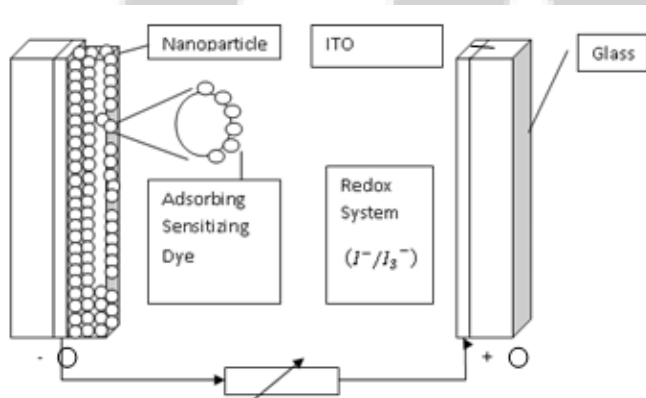 Nanoparticle
ITO
Glass
Adsorbing
Sensitizing
Dye
Redox
System
(I⁻/I₃⁻)
-
+